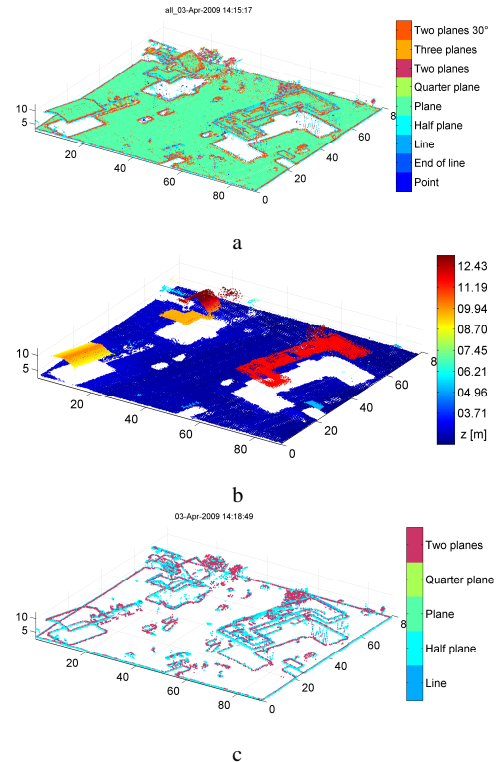 all_03-Apr-2009 14:15:17
Two planes 30°
Three planes
Two planes
Quarter plane
Plane
Half plane
Line
End of line
Point
10
5
20
40
60
80
0
20
40
60
8
a
12.43
11.19
09.94
08.70
07.45
06.21
04.96
03.71
z [m]
10
5
20
40
60
80
0
20
40
60
8
b
03-Apr-2009 14:18:49
Two planes
Quarter plane
Plane
Half plane
Line
10
5
20
40
60
80
0
20
40
60
8
c